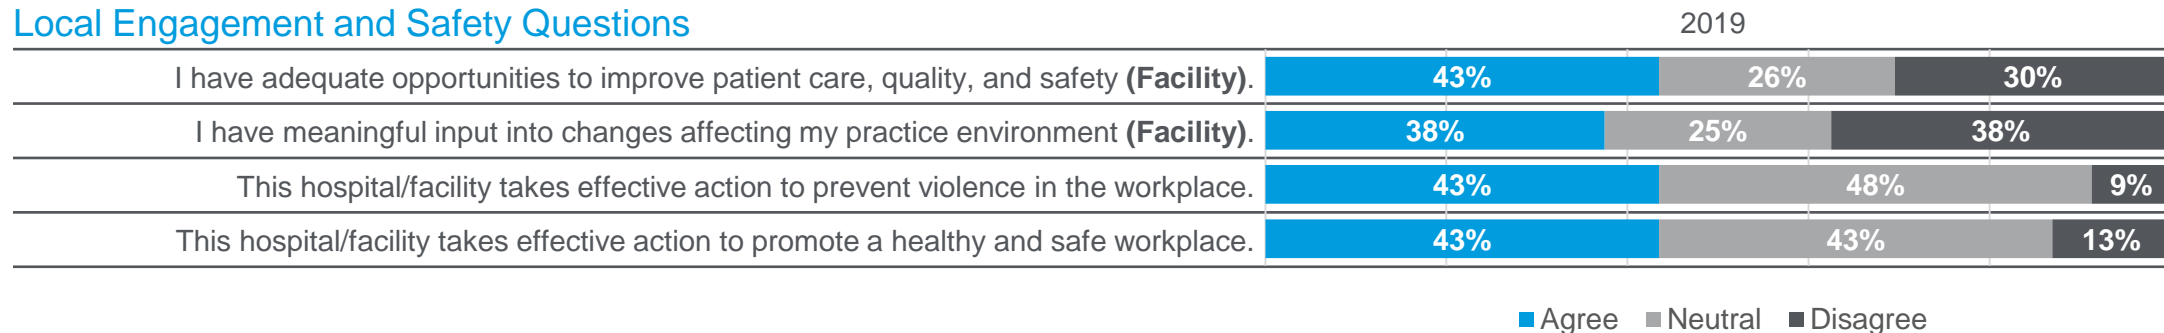 Local Engagement and Safety Questions 2019
I have adequate opportunities to improve patient care, quality, and safety (Facility). 43% 26% 30%
I have meaningful input into changes affecting my practice environment (Facility). 38% 25% 38%
This hospital/facility takes effective action to prevent violence in the workplace. 43% 48% 9%
This hospital/facility takes effective action to promote a healthy and safe workplace. 43% 43% 13%
Agree Neutral Disagree